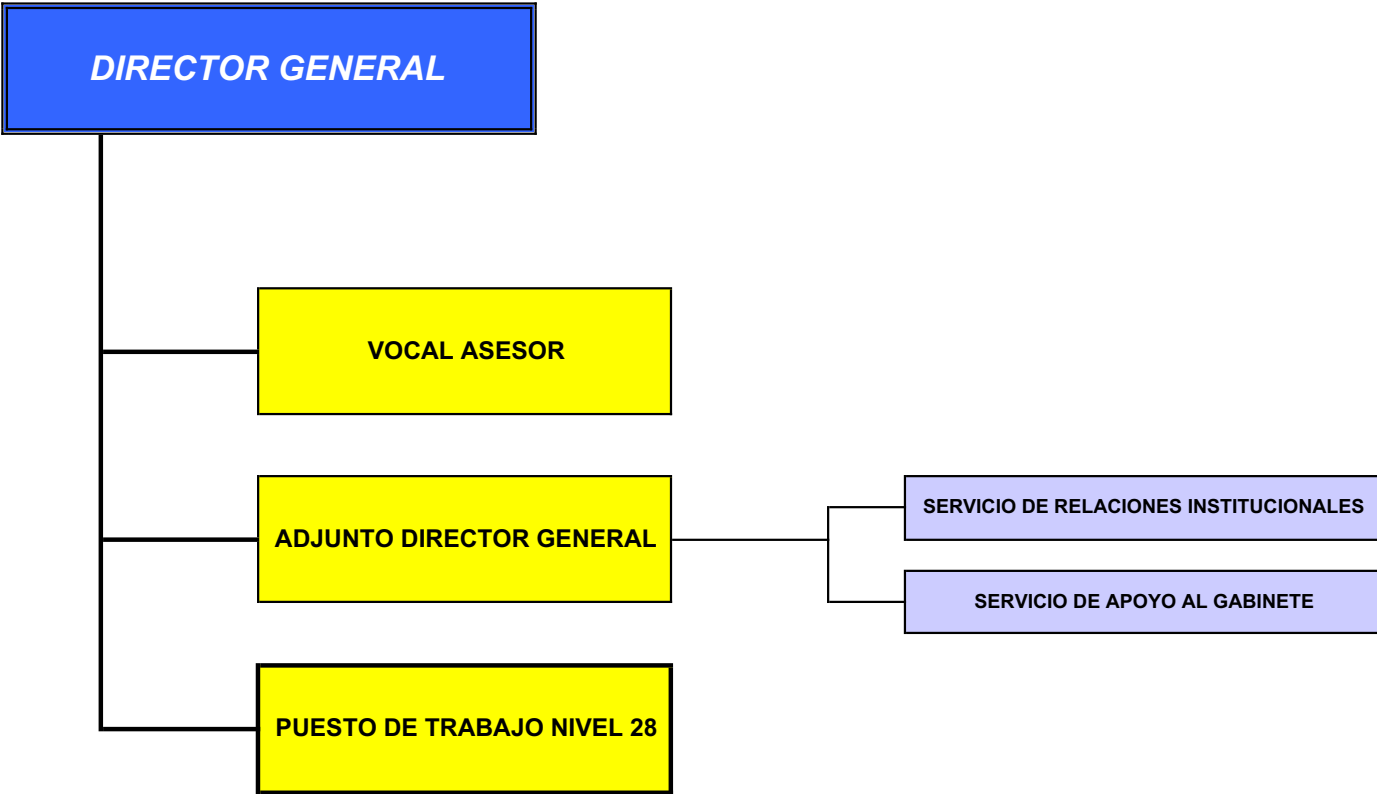 DIRECTOR GENERAL
VOCAL ASESOR
ADJUNTO DIRECTOR GENERAL
SERVICIO DE RELACIONES INSTITUCIONALES
SERVICIO DE APOYO AL GABINETE
PUESTO DE TRABAJO NIVEL 28